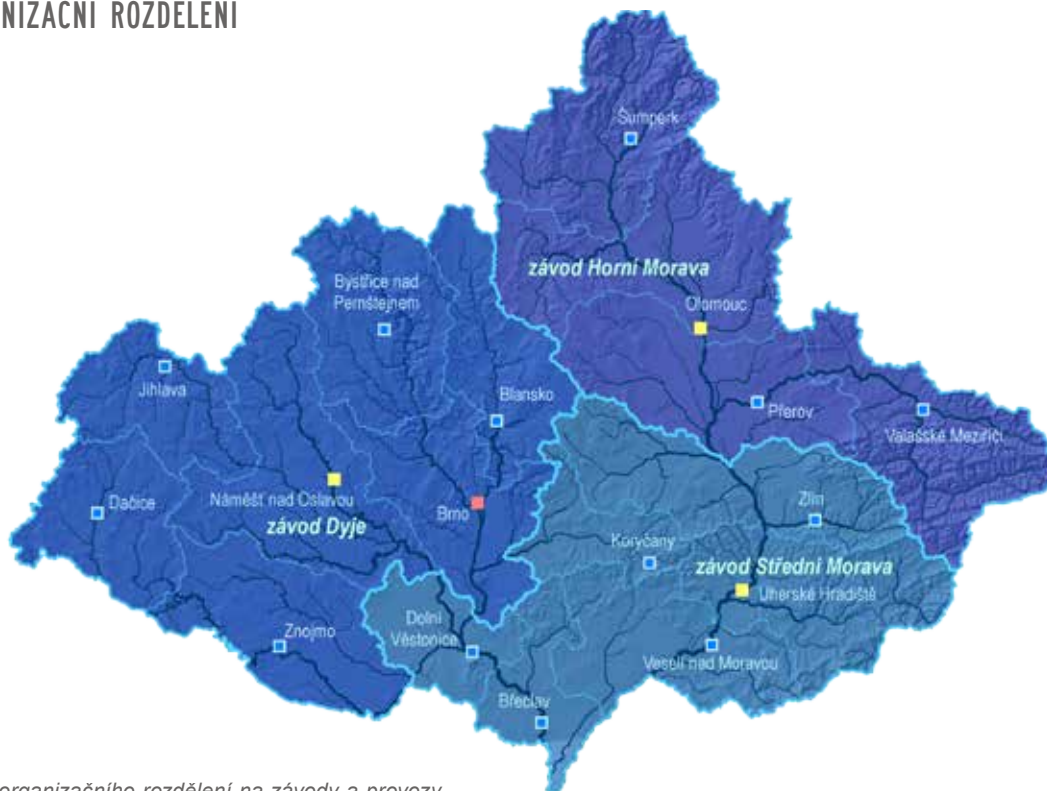 NIZAČNÍ ROZDĚLENÍ
Šumperk
závod Horní Morava
Bystřice nad
Pernštejnem
Olomouc
Jihlava
Blansko
Přerov
Valašské Meziříčí
Náměšť nad Oslavou
Dačice
Brno
Zlín
závod Dyje
Koryčany
závod Střední Morava
Uherské Hradiště
Dolní
Věstonice
Znojmo
Veselí nad Moravou
Břeclav
organizačního rozdělení na závody a provozy